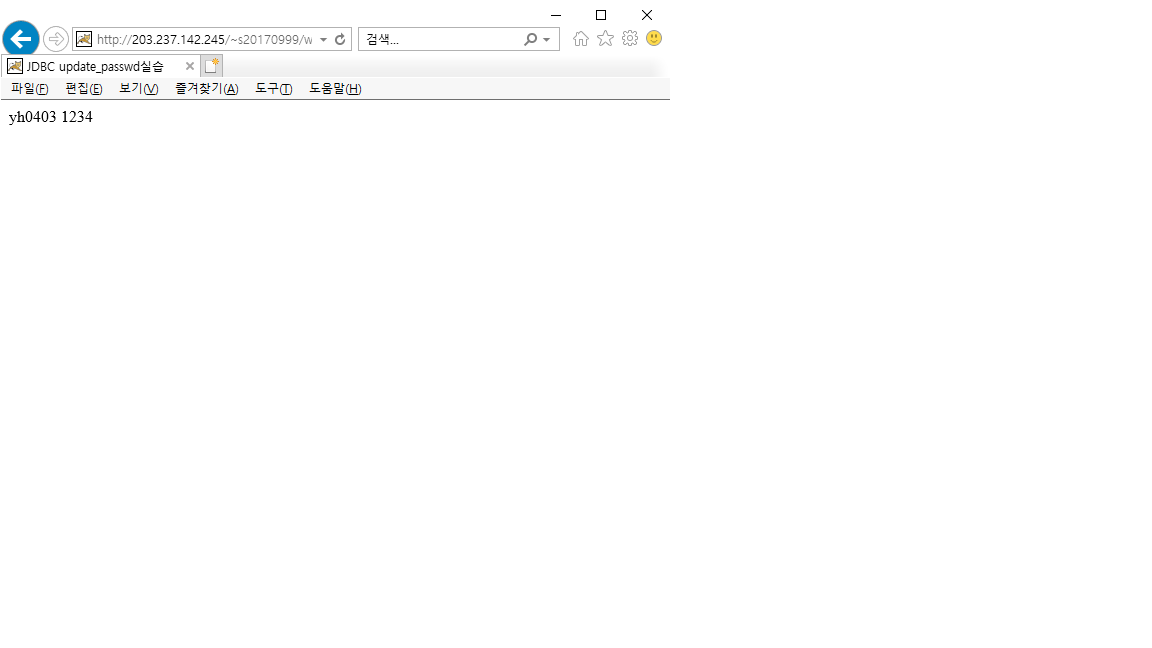 http://203.237.142.245/~s20170999/w
검색...
JDBC update_passwd실습
파일(F) 편집(E) 보기(V) 즐겨찾기(A) 도구(T) 도움말(H)
yh0403 1234